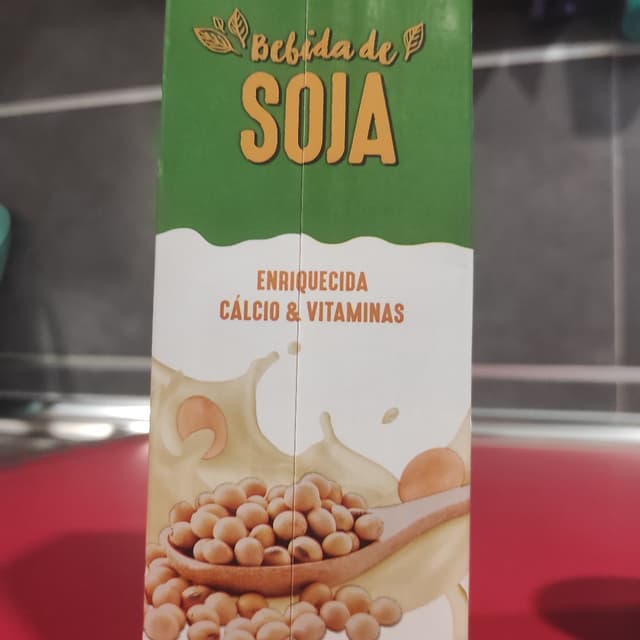 Bebida de
SOJA
ENRIQUECIDA
CÁLCIO & VITAMINAS